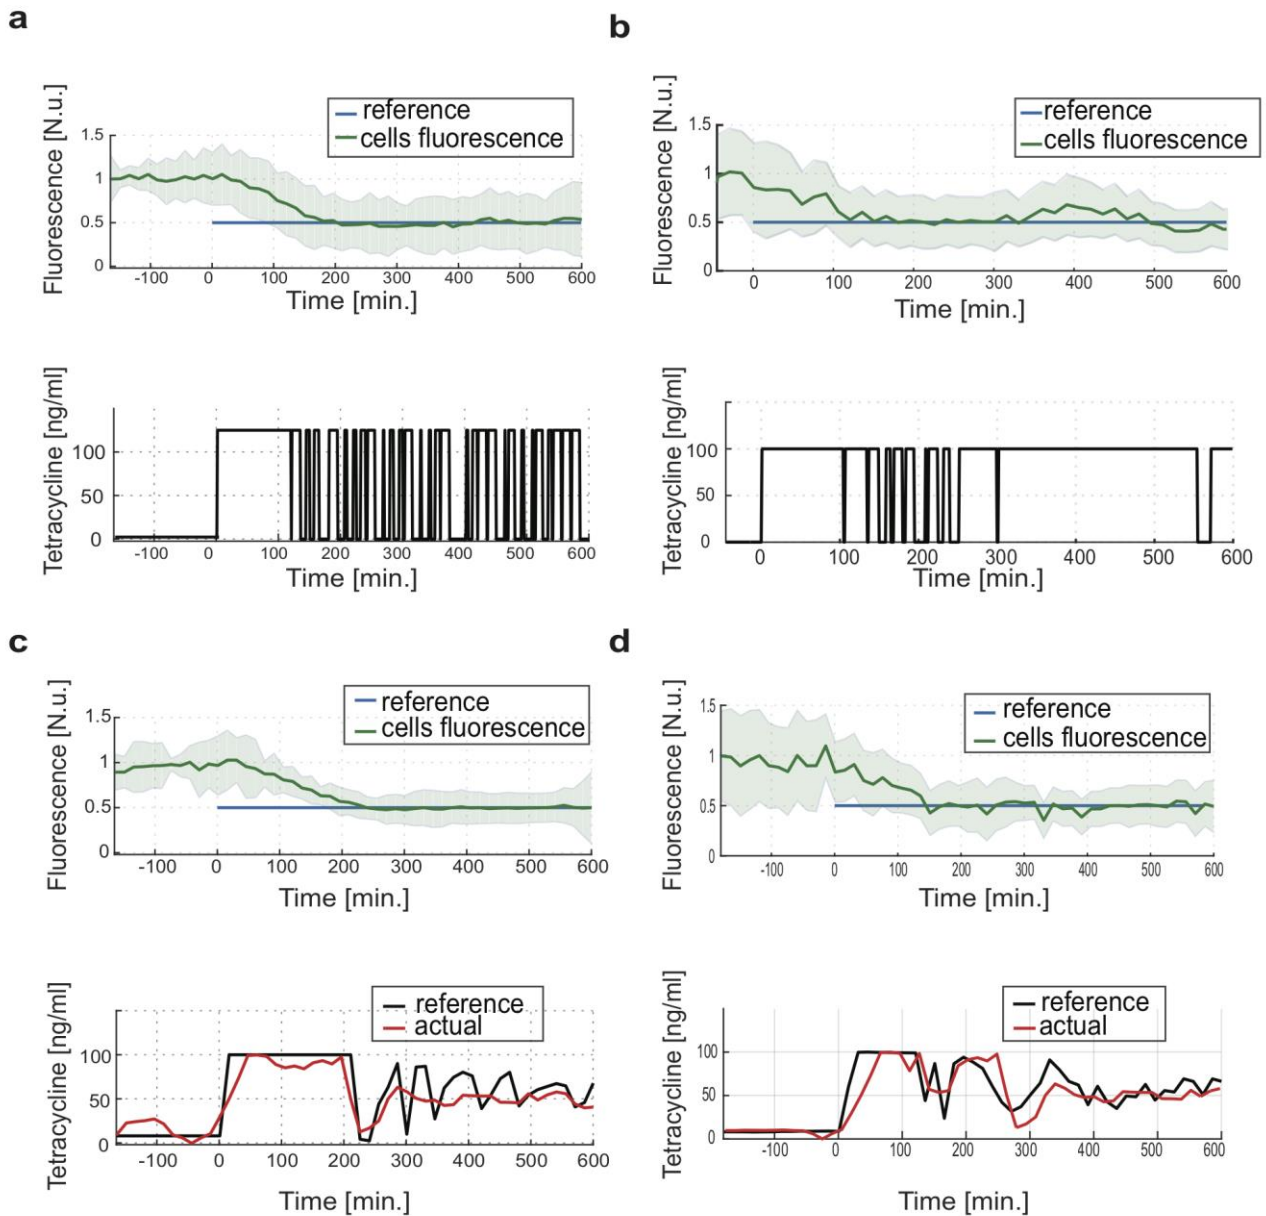 a
Fluorescence [N.u.]
reference
cells fluorescence
1.5
1
0.5
0
-100 0 100 200 300 400 500 600
Time [min.]
Tetracycline [ng/ml]
100
50
0
-100 0 100 200 300 400 500 600
Time [min.]
b
Fluorescence [N.u.]
reference
cells fluorescence
1.5
1
0.5
0
0 100 200 300 400 500 600
Time [min.]
Tetracycline [ng/ml]
100
50
0
0 100 200 300 400 500 600
Time [min.]
c
Fluorescence [N.u.]
reference
cells fluorescence
1.5
1
0.5
0
-100 0 100 200 300 400 500 600
Time [min.]
Tetracycline [ng/ml]
reference
actual
100
50
0
-100 0 100 200 300 400 500 600
Time [min.]
d
Fluorescence [N.u.]
reference
cells fluorescence
1.5
1
0.5
0
-100 0 100 200 300 400 500 600
Time [min.]
Tetracycline [ng/ml]
reference
actual
100
50
0
-100 0 100 200 300 400 500 600
Time [min.]